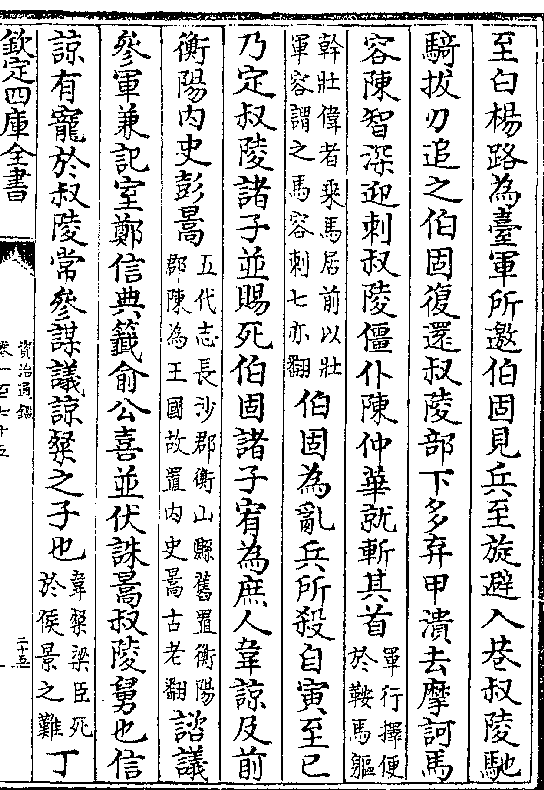 至白楊路為臺軍所邀伯固見兵至旋避入巷叔陵馳
騎拔刃追之伯固復還叔陵部下多弃甲潰去摩訶馬
容陳智深迎刺叔陵僵仆陳仲華就斬其首軍行擇便於鞍馬軀
幹壯偉者乘馬居前以壯軍容謂之馬容刺七亦翻伯固為亂兵所殺自寅至巳
乃定叔陵諸子並賜死伯固諸子宥為庶人韋諒及前
衡陽内史彭暠五代志長沙郡衡山縣舊置衡陽郡陳為王國故置内史暠古老翻諮議
參軍兼記室鄭信典籤俞公喜並伏誅暠叔陵舅也信
諒有寵於叔陵常參謀議諒粲之子也韋粲梁臣死於侯景之難丁
欽定四庫全書
資治通鑑
卷一百七十五
二十五